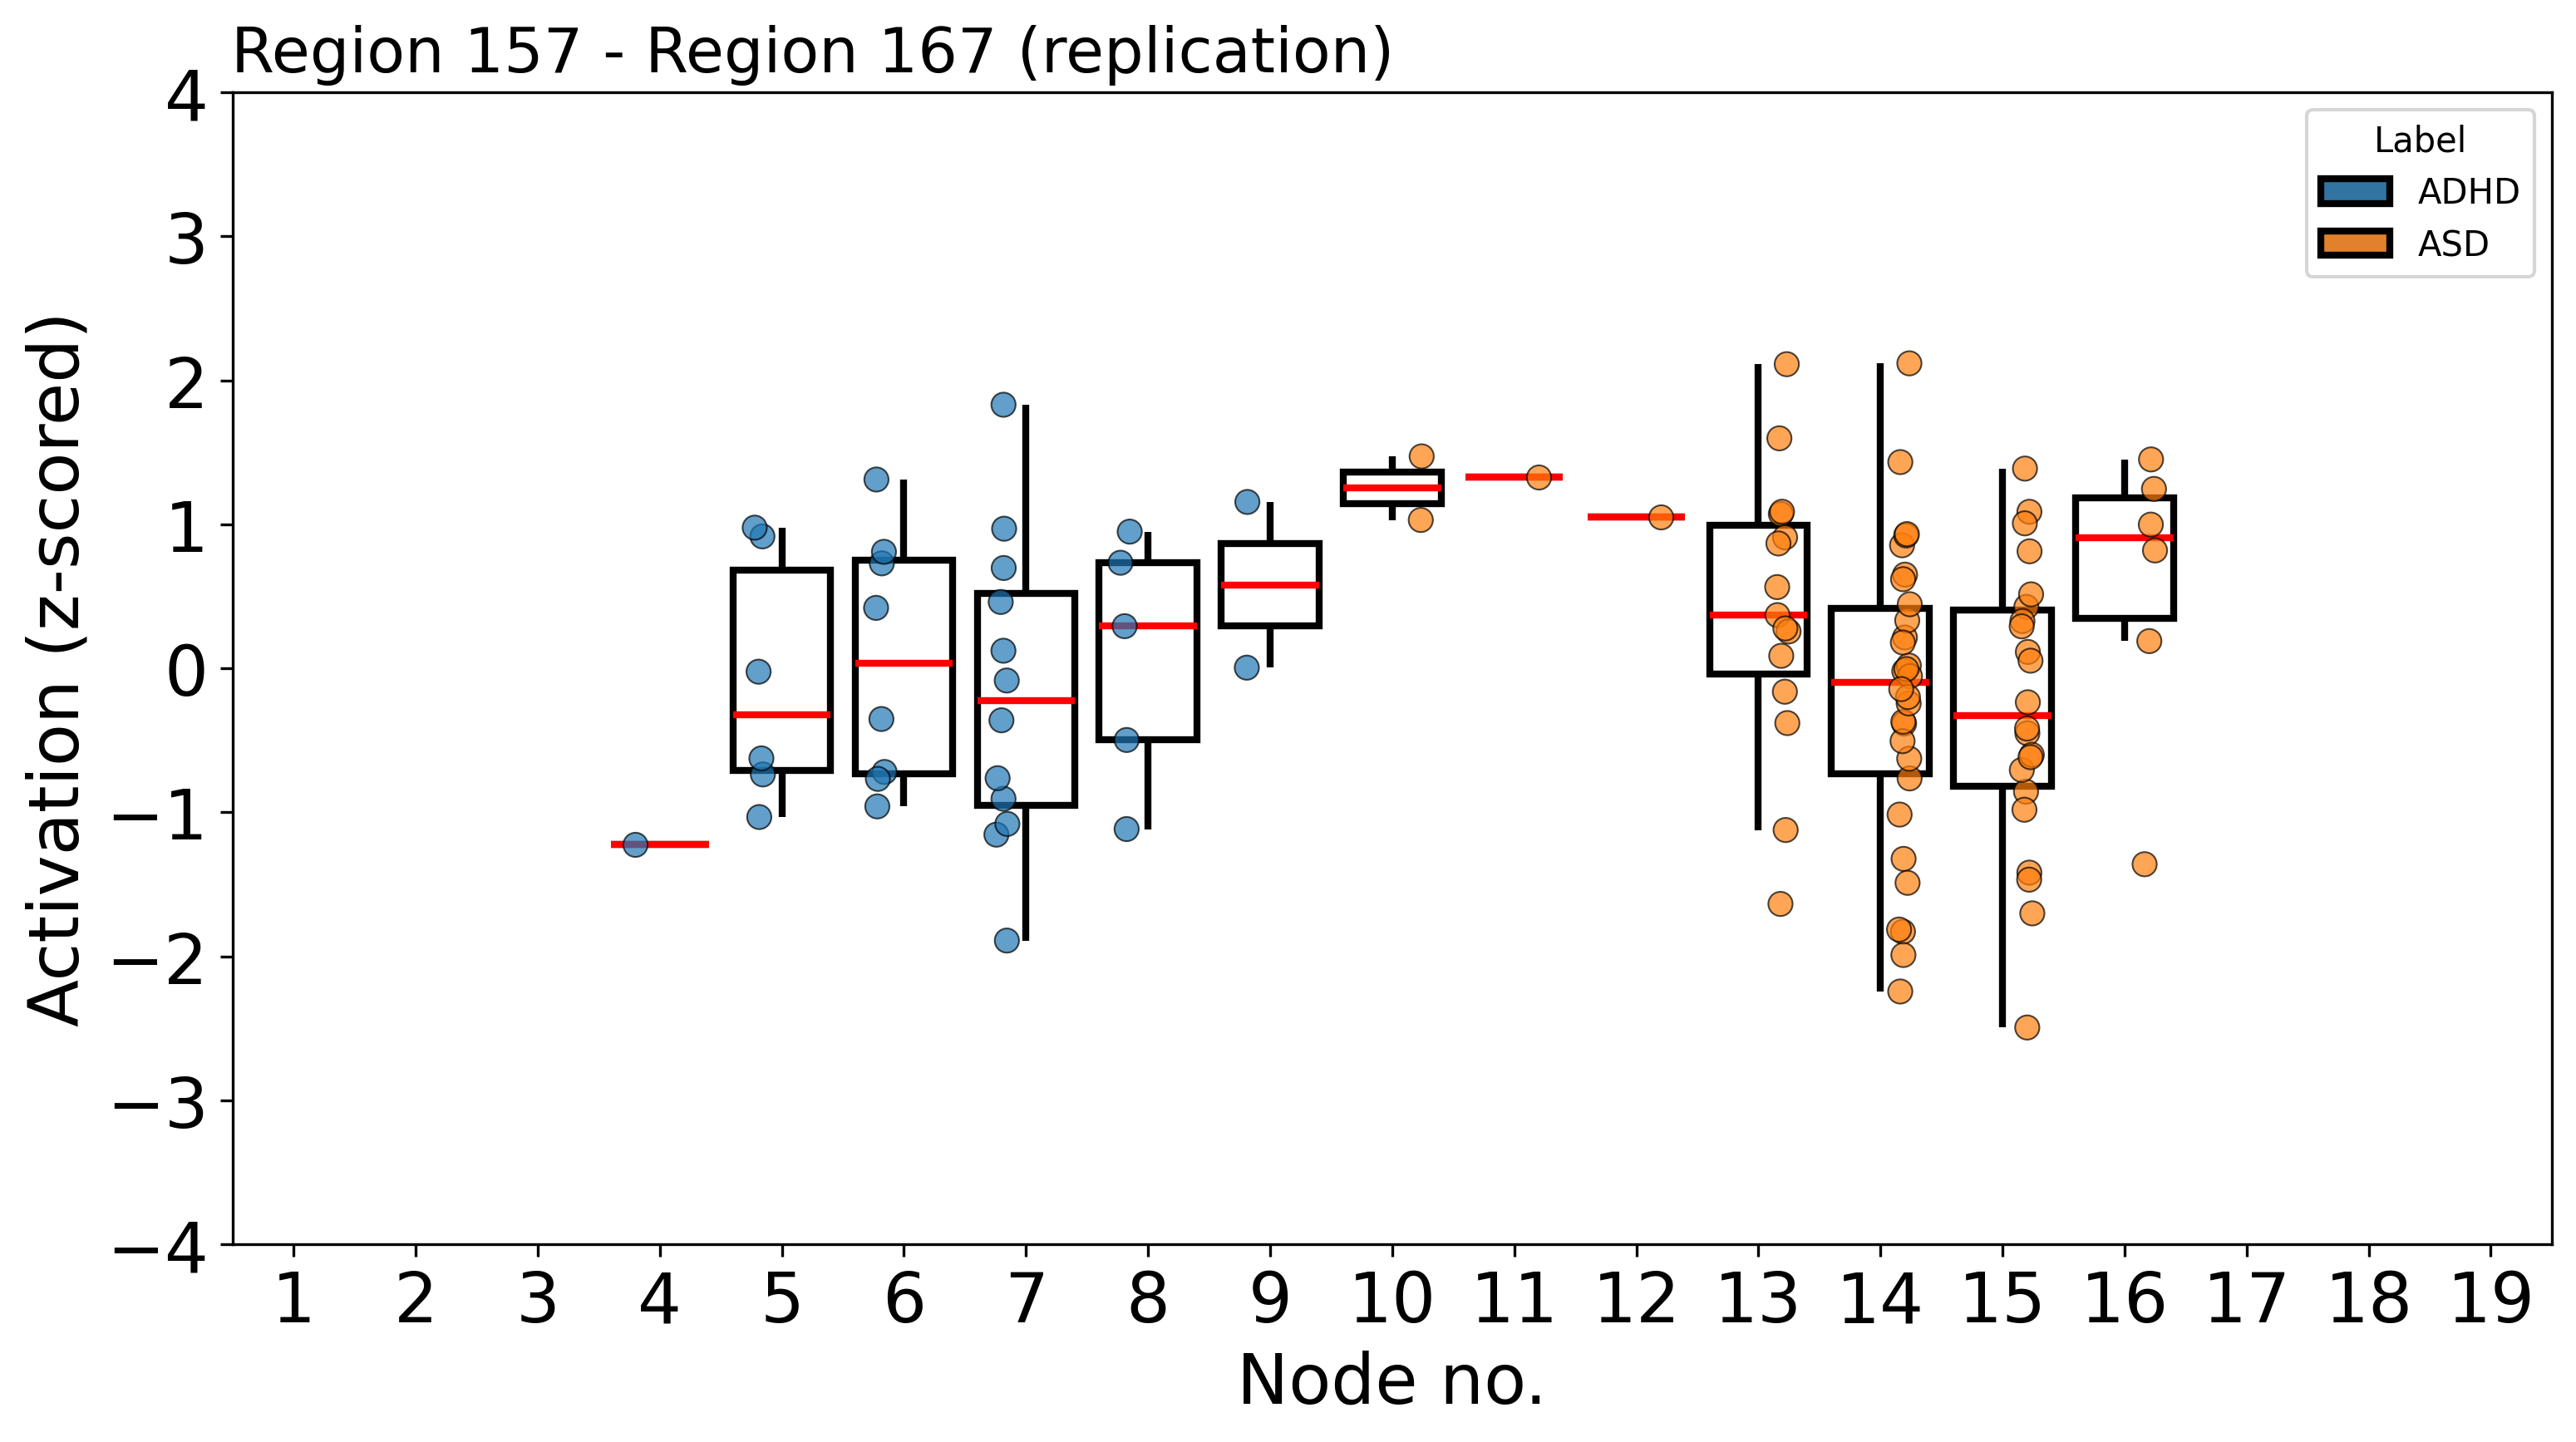 Region 157 - Region 167 (replication)
Label
ADHD
ASD
Activation (z-scored)
4
3
2
1
0
−1
−2
−3
−4
1 2 3 4 5 6 7 8 9 10 11 12 13 14 15 16 17 18 19
Node no.